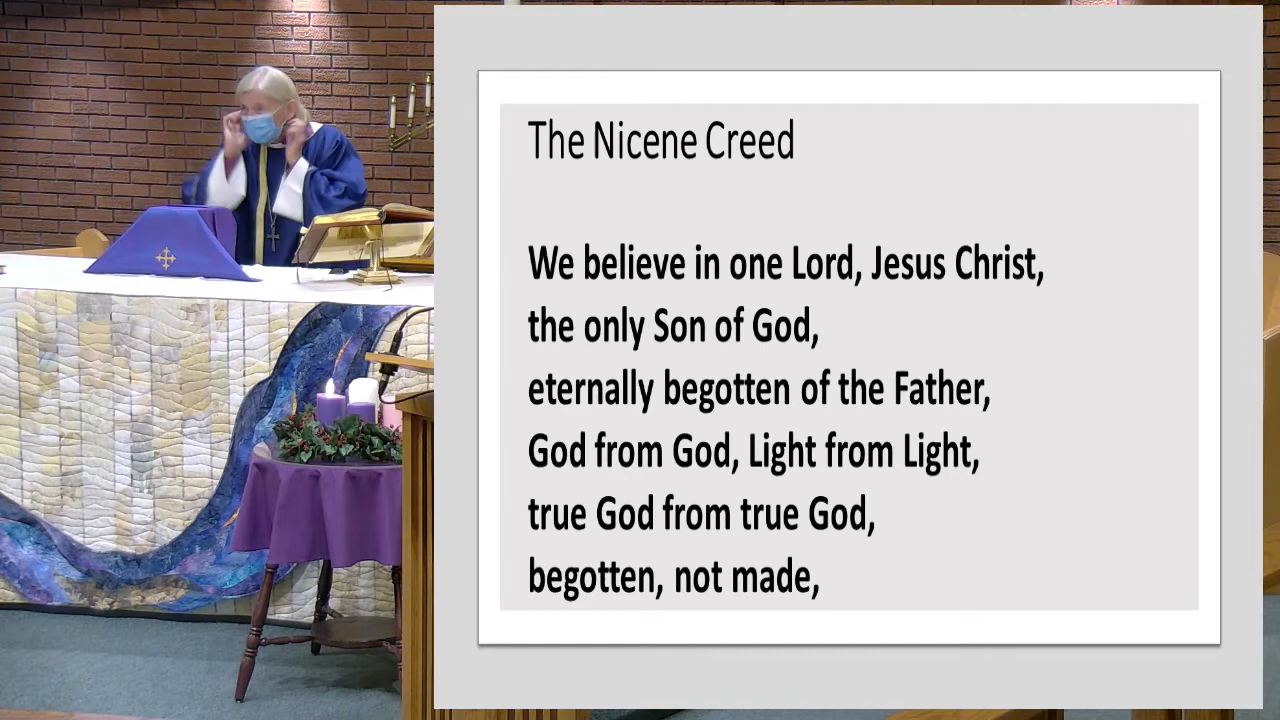 The Nicene Creed
We believe in one Lord, Jesus Christ,
the only Son of God,
eternally begotten of the Father,
God from God, Light from Light,
true God from true God,
begotten, not made,